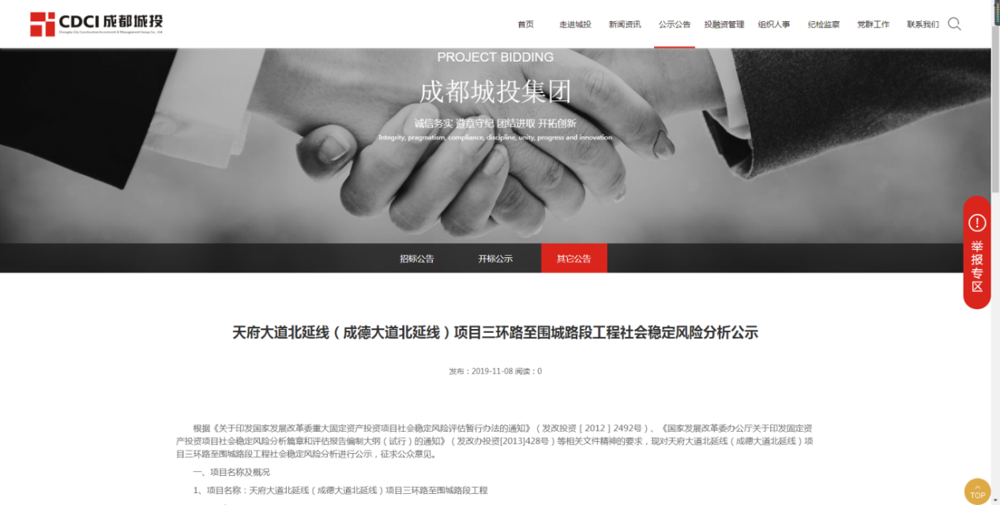 CDCI 成都城投
首页 走进城投 新闻资讯 公示公告 投融资管理 组织人事 纪检监察 党群工作 联系我们
PROJECT BIDDING
成都城投集团
诚信务实 遵章守纪 团结进取 开拓创新
Integrity, pragmatism, compliance, discipline, unity, progress and innovation
招标公告 开标公示 其它公告
举报专区
天府大道北延线（成德大道北延线）项目三环路至围城路段工程社会稳定风险分析公示
发布：2019-11-08 阅读：0
根据《关于印发国家发展改革委重大固定资产投资项目社会稳定风险评估暂行办法的通知》（发改投资［2012］2492号）、《国家发展改革委办公厅关于印发固定资
产投资项目社会稳定风险分析篇章和评估报告编制大纲（试行）的通知》（发改办投资[2013]428号）等相关文件精神的要求，现对天府大道北延线（成德大道北延线）项
目三环路至围城路段工程社会稳定风险分析进行公示，征求公众意见。
一、项目名称及概况
1、项目名称：天府大道北延线（成德大道北延线）项目三环路至围城路段工程
TOP